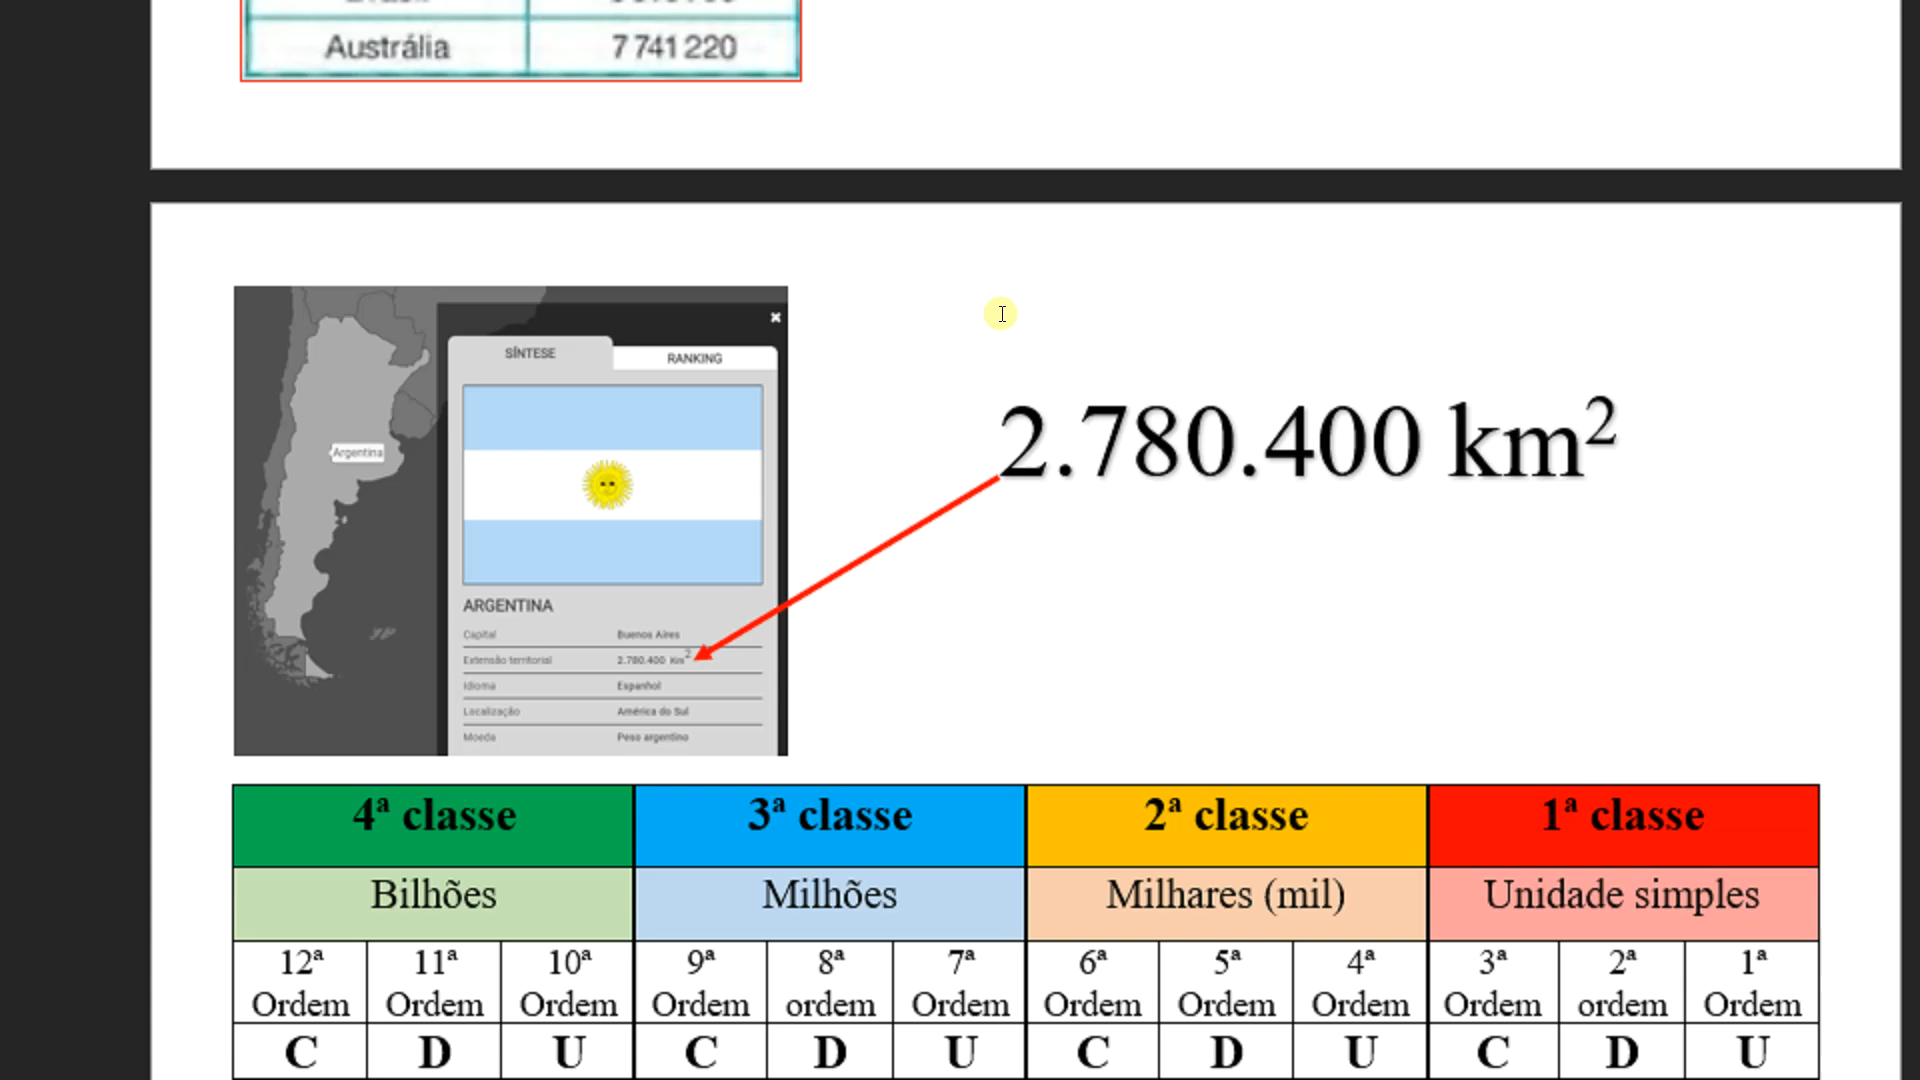 Austrália 7 741 220
SÍNTESE
RANKING
Argentina
2.780.400 km²
ARGENTINA
Capital Buenos Aires
Extensão territorial 2.780.400 Km²
Idioma Espanhol
Localização América do Sul
Moeda Peso argentino
4ª classe 3ª classe 2ª classe 1ª classe
Bilhões Milhões Milhares (mil) Unidade simples
12ª 11ª 10ª 9ª 8ª 7ª 6ª 5ª 4ª 3ª 2ª 1ª
Ordem Ordem Ordem Ordem ordem Ordem Ordem Ordem Ordem Ordem ordem Ordem
C D U C D U C D U C D U